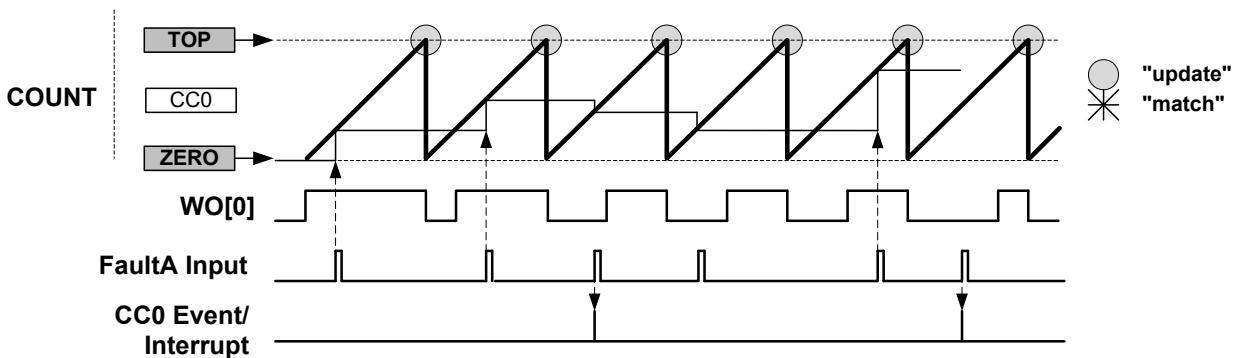 TOP
COUNT
CC0
ZERO
"update"
"match"
WO[0]
FaultA Input
CC0 Event/
Interrupt